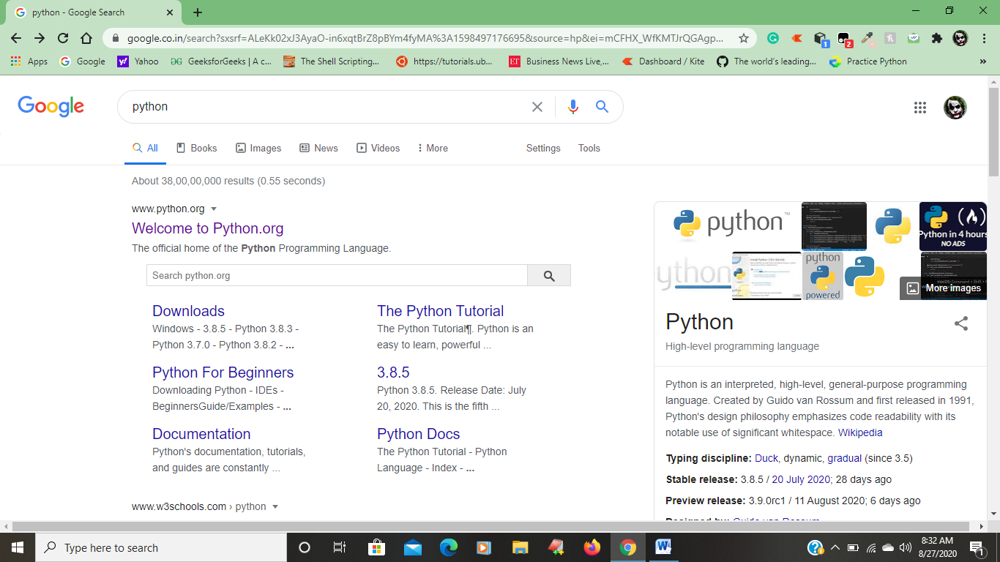 python - Google Search
google.co.in/search?sxsrf=ALeKk02xJ3AyaO-in6xqtBrZ8pBYm4fyMA%3A1598497176695&source=hp&ei=mCFHX_WfKMTJrQGAgp...
1
2
Apps
Google
Yahoo
GeeksforGeeks | A c...
The Shell Scripting...
https://tutorials.ub...
ET
Business News Live,...
Dashboard / Kite
The world's leading...
Practice Python
»
Google
python
All
Books
Images
News
Videos
More
Settings
Tools
About 38,00,00,000 results (0.55 seconds)
www.python.org
Welcome to Python.org
The official home of the Python Programming Language.
Search python.org
Downloads
Windows - 3.8.5 - Python 3.8.3 -
Python 3.7.0 - Python 3.8.2 - ...
The Python Tutorial
The Python Tutorial¶. Python is an
easy to learn, powerful ...
Python For Beginners
Downloading Python - IDEs -
BeginnersGuide/Examples - ...
3.8.5
Python 3.8.5. Release Date: July
20, 2020. This is the fifth ...
Documentation
Python's documentation, tutorials,
and guides are constantly ...
Python Docs
The Python Tutorial - Python
Language - Index - ...
www.w3schools.com › python
python™
Python in 4 hours
NO ADS
ython
python
powered
More images
Python
High-level programming language
Python is an interpreted, high-level, general-purpose programming
language. Created by Guido van Rossum and first released in 1991,
Python's design philosophy emphasizes code readability with its
notable use of significant whitespace. Wikipedia
Typing discipline: Duck, dynamic, gradual (since 3.5)
Stable release: 3.8.5 / 20 July 2020; 28 days ago
Preview release: 3.9.0rc1 / 11 August 2020; 6 days ago
Designed by: Guido van Rossum
Type here to search
8:32 AM
8/27/2020
1